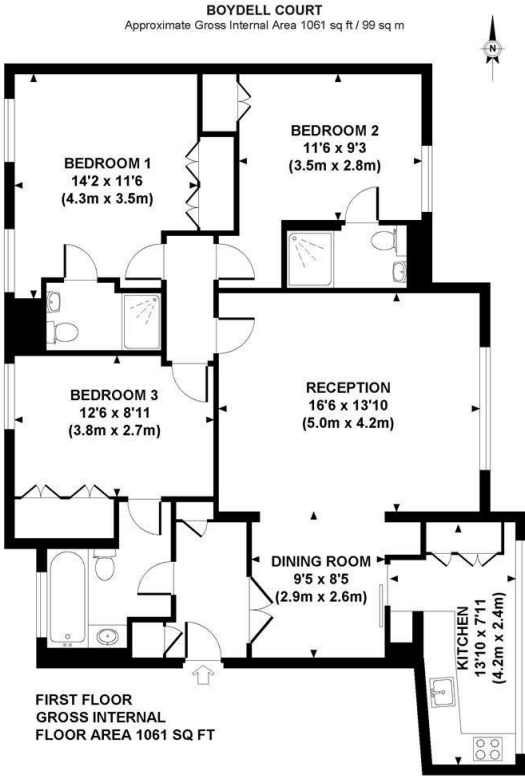 BOYDELL COURT
Approximate Gross Internal Area 1061 sq ft / 99 sq m
N
BEDROOM 1
14'2 x 11'6
(4.3m x 3.5m)
BEDROOM 2
11'6 x 9'3
(3.5m x 2.8m)
BEDROOM 3
12'6 x 8'11
(3.8m x 2.7m)
RECEPTION
16'6 x 13'10
(5.0m x 4.2m)
DINING ROOM
9'5 x 8'5
(2.9m x 2.6m)
KITCHEN
13'10 x 7'11
(4.2m x 2.4m)
FIRST FLOOR
GROSS INTERNAL
FLOOR AREA 1061 SQ FT